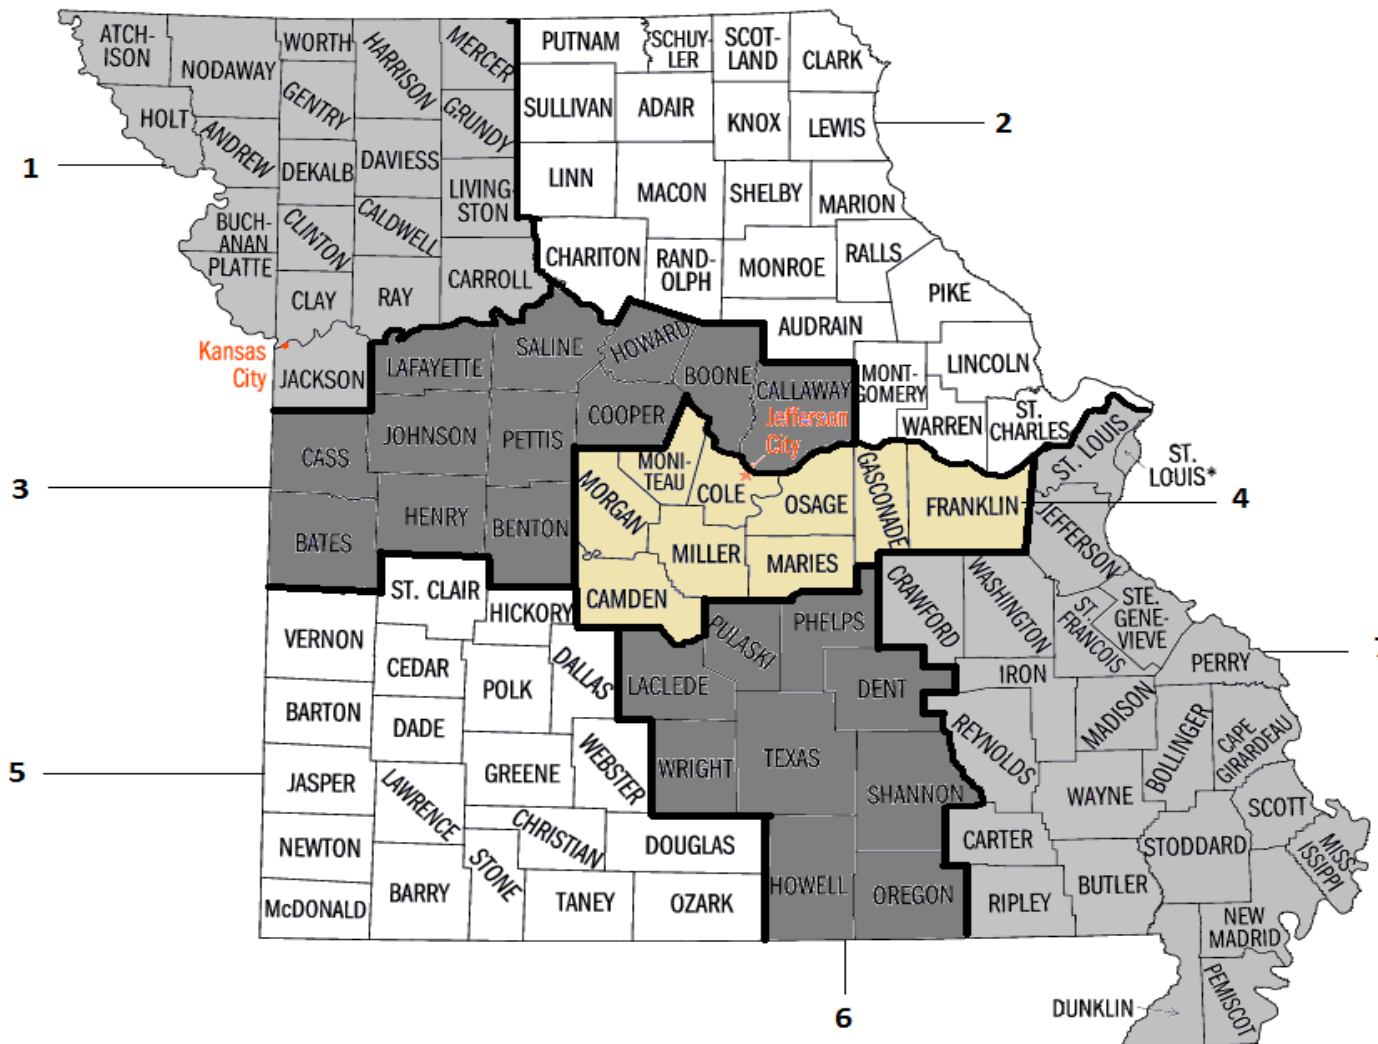 ATCH-
ISON
NODAWAY
WORTH
HARRISON
MERCER
PUTNAM
SCHUY-
LER
SCOT-
LAND
CLARK
HOLT
ANDREW
GENTRY
GRUNDY
SULLIVAN
ADAIR
KNOX
LEWIS
2
1
DEKALB
DAVIESS
LIVING-
STON
LINN
MACON
SHELBY
MARION
BUCH-
ANAN
CLINTON
CALDWELL
PLATTE
CLAY
RAY
CARROLL
CHARITON
RAND-
OLPH
MONROE
RALLS
PIKE
AUDRAIN
Kansas
City
JACKSON
LAFAYETTE
SALINE
HOWARD
BOONE
CALLAWAY
MONT-
GOMERY
LINCOLN
WARREN
ST.
CHARLES
ST. LOUIS
ST.
LOUIS*
Jefferson
City
COOPER
JOHNSON
PETTIS
CASS
3
MONI-
TEAU
MORGAN
COLE
OSAGE
GASCONADE
FRANKLIN
4
JEFFERSON
BATES
HENRY
BENTON
MILLER
MARIES
CAMDEN
ST. CLAIR
HICKORY
PULASKI
PHELPS
CRAWFORD
WASHINGTON
ST.
FRANCOIS
STE.
GENE-
VIEVE
PERRY
VERNON
CEDAR
POLK
DALLAS
LACLEDE
DENT
IRON
MADISON
BOLLINGER
CAPE
GIRARDEAU
BARTON
DADE
REYNOLDS
5
JASPER
LAWRENCE
GREENE
WEBSTER
WRIGHT
TEXAS
SHANNON
WAYNE
SCOTT
NEWTON
CHRISTIAN
DOUGLAS
CARTER
STODDARD
MISS
ISSIPPI
McDONALD
BARRY
STONE
TANEY
OZARK
HOWELL
OREGON
RIPLEY
BUTLER
NEW
MADRID
6
DUNKLIN
PEMISCOT